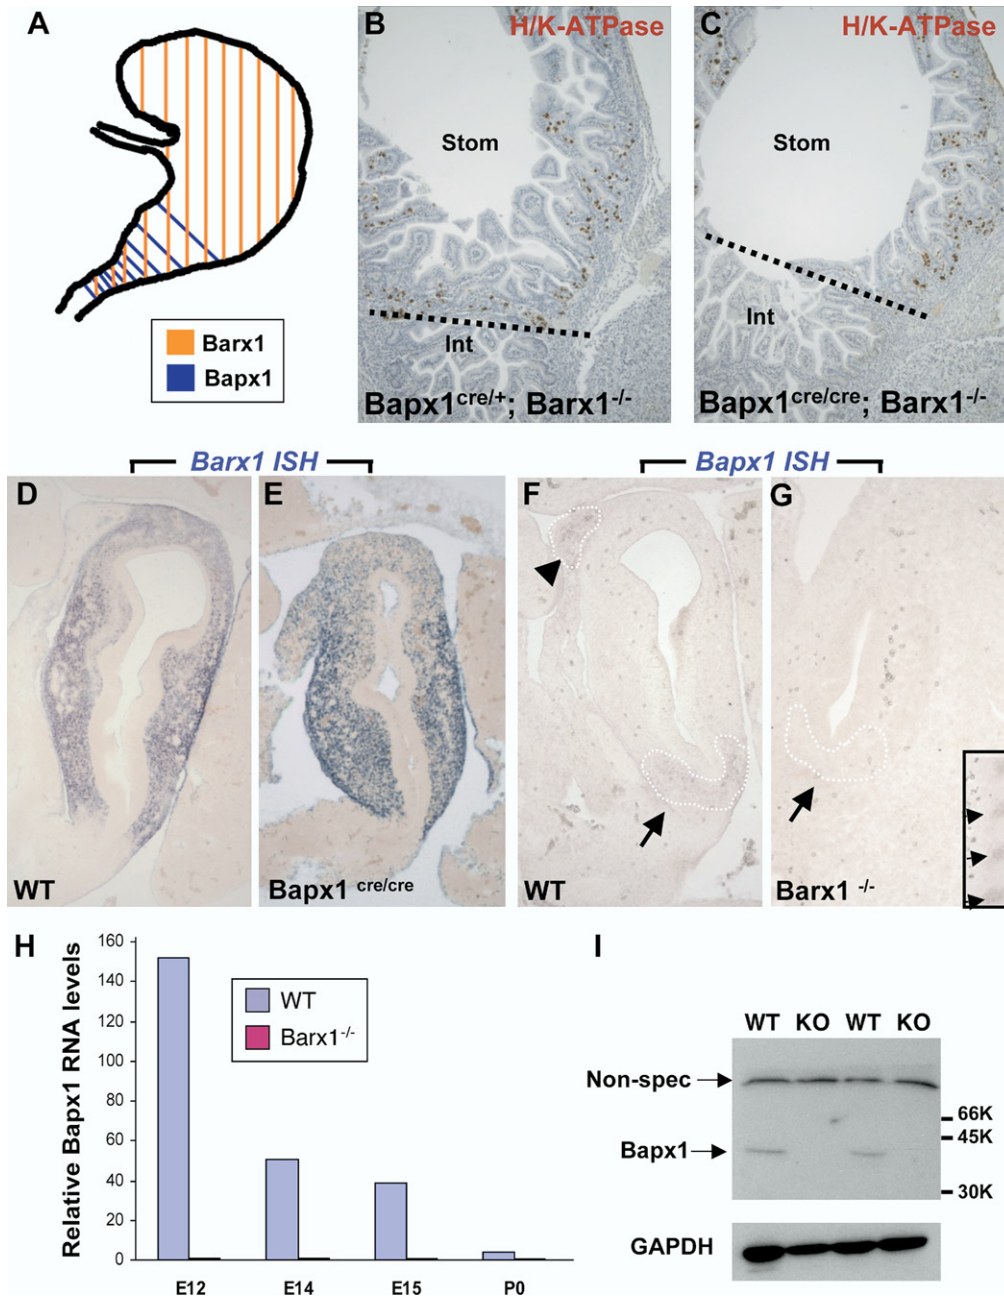 A
Barx1
Bapx1
B
H/K-ATPase
Stom
Int
Bapx1cre/+; Barx1-/-
C
H/K-ATPase
Stom
Int
Bapx1cre/cre; Barx1-/-
Barx1 ISH
Bapx1 ISH
D
WT
E
Bapx1 cre/cre
F
WT
G
Barx1 -/-
H
Relative Bapx1 RNA levels
160
140
120
100
80
60
40
20
0
WT
Barx1-/-
E12 E14 E15 P0
I
WT KO WT KO
Non-spec
66K
45K
Bapx1
30K
GAPDH